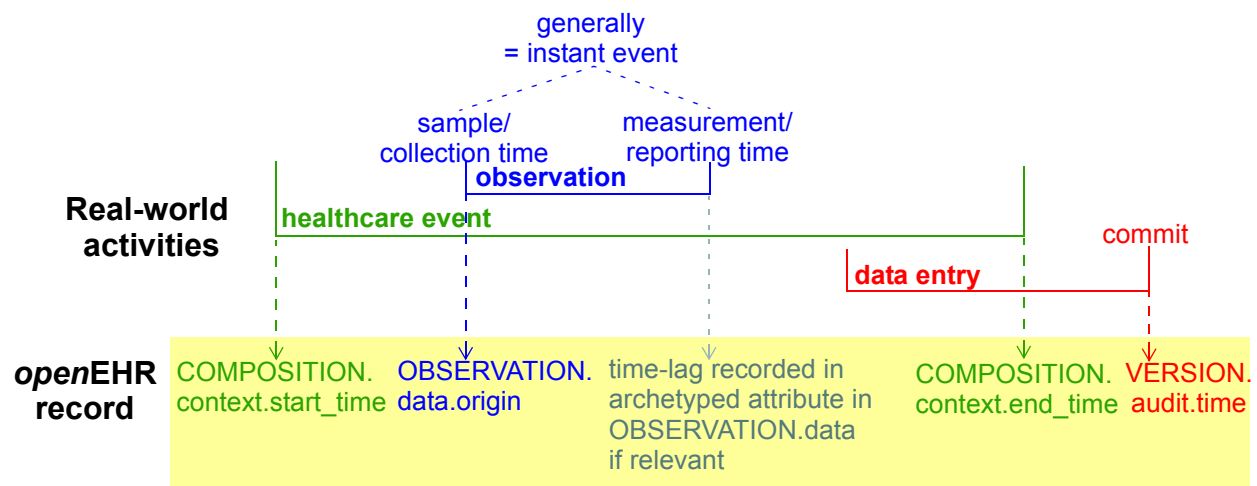 generally
= instant event
sample/
collection time
measurement/
reporting time
observation
Real-world
activities
healthcare event
commit
data entry
openEHR
record
COMPOSITION.
context.start_time
OBSERVATION.
data.origin
time-lag recorded in
archetyped attribute in
OBSERVATION.data
if relevant
COMPOSITION.
context.end_time
VERSION.
audit.time